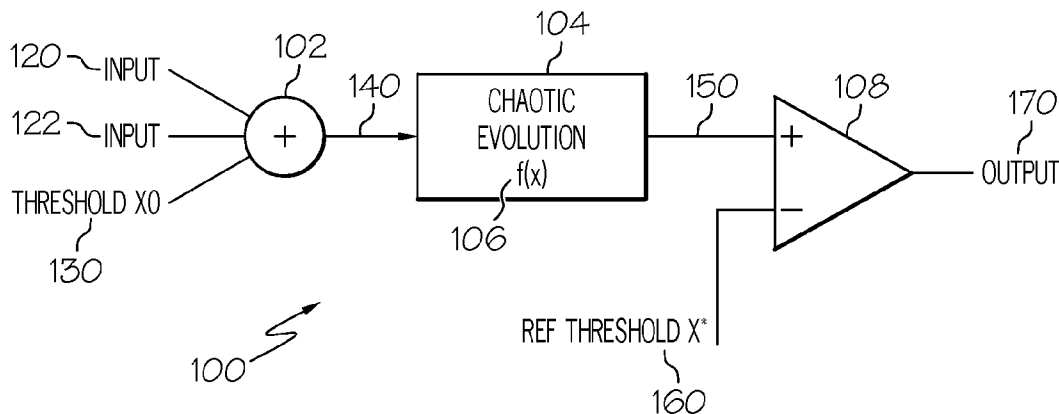 120 INPUT
122 INPUT
THRESHOLD X0
130
102
+
140
104
CHAOTIC
EVOLUTION
f(x)
106
150
108
+
−
170
OUTPUT
REF THRESHOLD X*
160
100